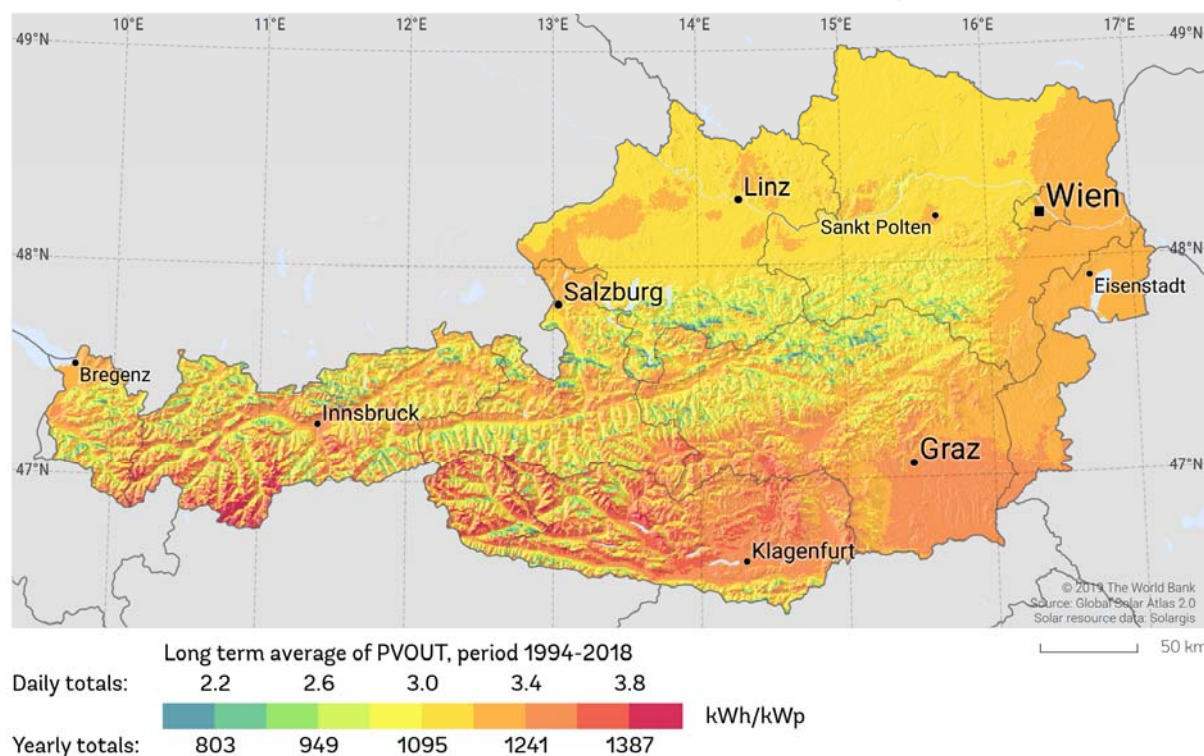 10°E 11°E 12°E 13°E 14°E 15°E 16°E 17°E
49°N 49°N
Linz
Wien
Sankt Polten
48°N 48°N
Eisenstadt
Salzburg
Bregenz
Innsbruck
Graz
47°N 47°N
Klagenfurt
© 2019 The World Bank
Source: Global Solar Atlas 2.0
Solar resource data: Solargis
50 km
Long term average of PVOUT, period 1994-2018
Daily totals: 2.2 2.6 3.0 3.4 3.8
kWh/kWp
Yearly totals: 803 949 1095 1241 1387